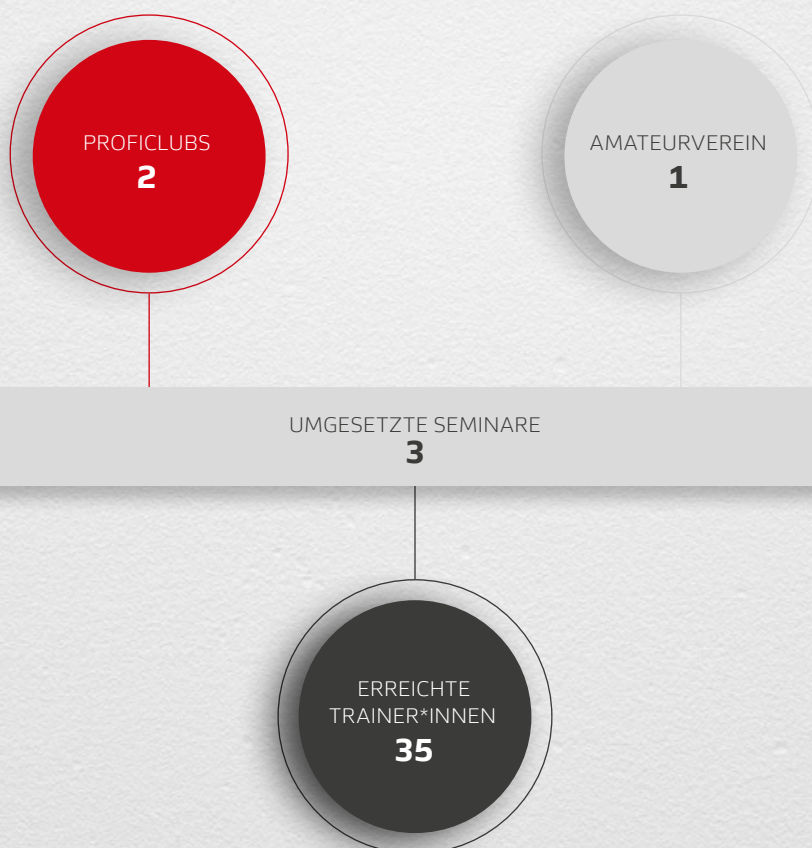 PROFICLUBS
2
AMATEURVEREIN
1
UMGESETZTE SEMINARE
3
ERREICHTE
TRAINER*INNEN
35